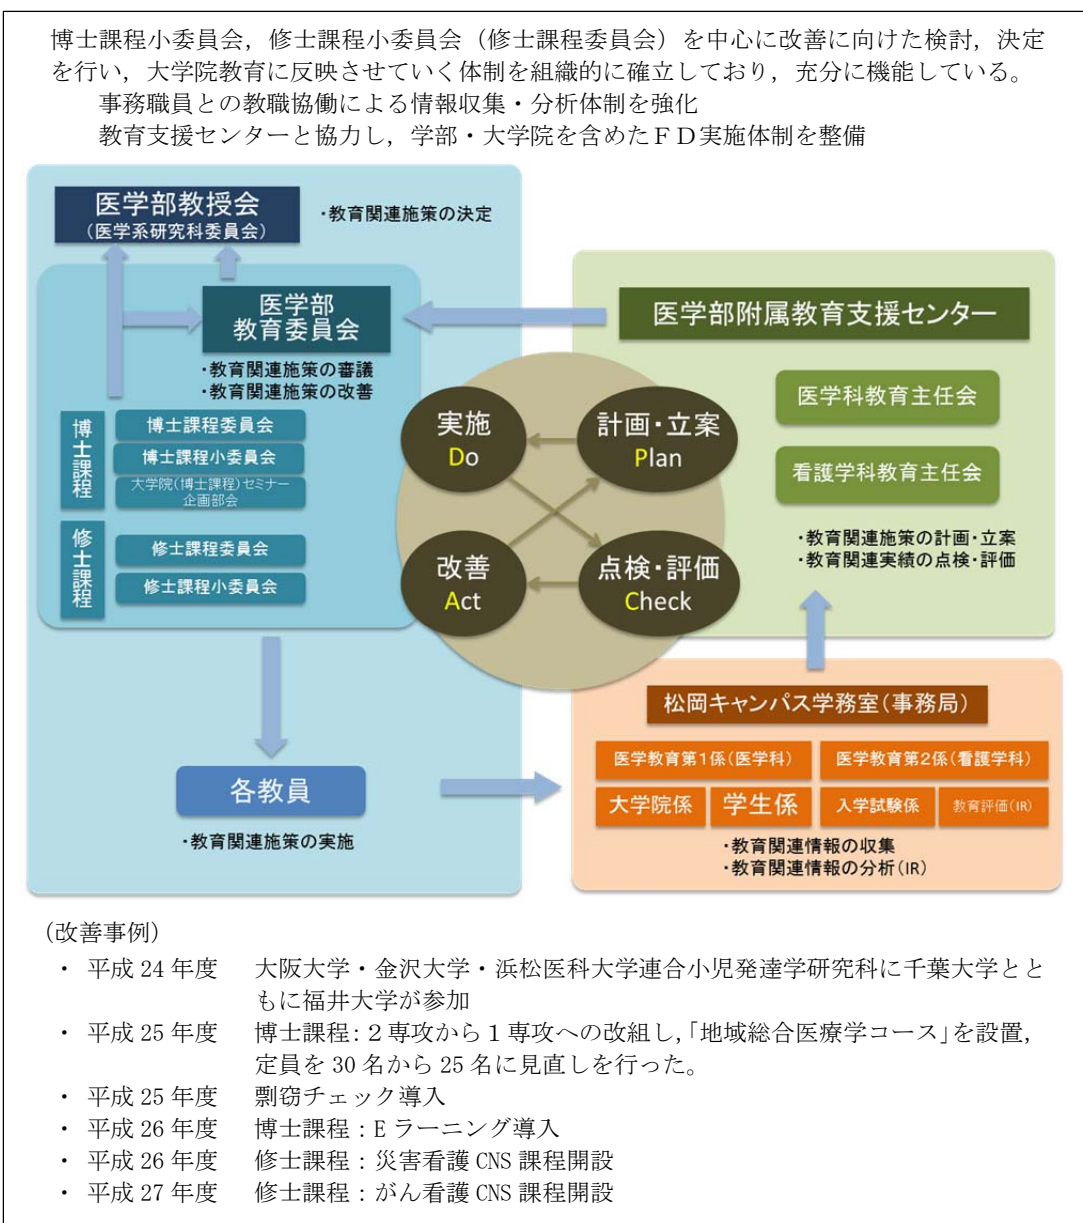 博士課程小委員会，修士課程小委員会（修士課程委員会）を中心に改善に向けた検討，決定
を行い，大学院教育に反映させていく体制を組織的に確立しており，充分に機能している。
事務職員との教職協働による情報収集・分析体制を強化
教育支援センターと協力し，学部・大学院を含めたＦＤ実施体制を整備
医学部教授会
(医学系研究科委員会)
・教育関連施策の決定
医学部
教育委員会
・教育関連施策の審議
・教育関連施策の改善
博士課程
博士課程委員会
博士課程小委員会
大学院(博士課程)セミナー
企画部会
修士課程
修士課程委員会
修士課程小委員会
各教員
・教育関連施策の実施
実施
Do
計画・立案
Plan
改善
Act
点検・評価
Check
医学部附属教育支援センター
医学科教育主任会
看護学科教育主任会
・教育関連施策の計画・立案
・教育関連実績の点検・評価
松岡キャンパス学務室(事務局)
医学教育第1係(医学科)
医学教育第2係(看護学科)
大学院係
学生係
入学試験係
教育評価(IR)
・教育関連情報の収集
・教育関連情報の分析(IR)
（改善事例）
・ 平成 24 年度 大阪大学・金沢大学・浜松医科大学連合小児発達学研究科に千葉大学とと
もに福井大学が参加
・ 平成 25 年度 博士課程：２専攻から１専攻への改組し，「地域総合医療学コース」を設置，
定員を 30 名から 25 名に見直しを行った。
・ 平成 25 年度 剽窃チェック導入
・ 平成 26 年度 博士課程：E ラーニング導入
・ 平成 26 年度 修士課程：災害看護 CNS 課程開設
・ 平成 27 年度 修士課程：がん看護 CNS 課程開設